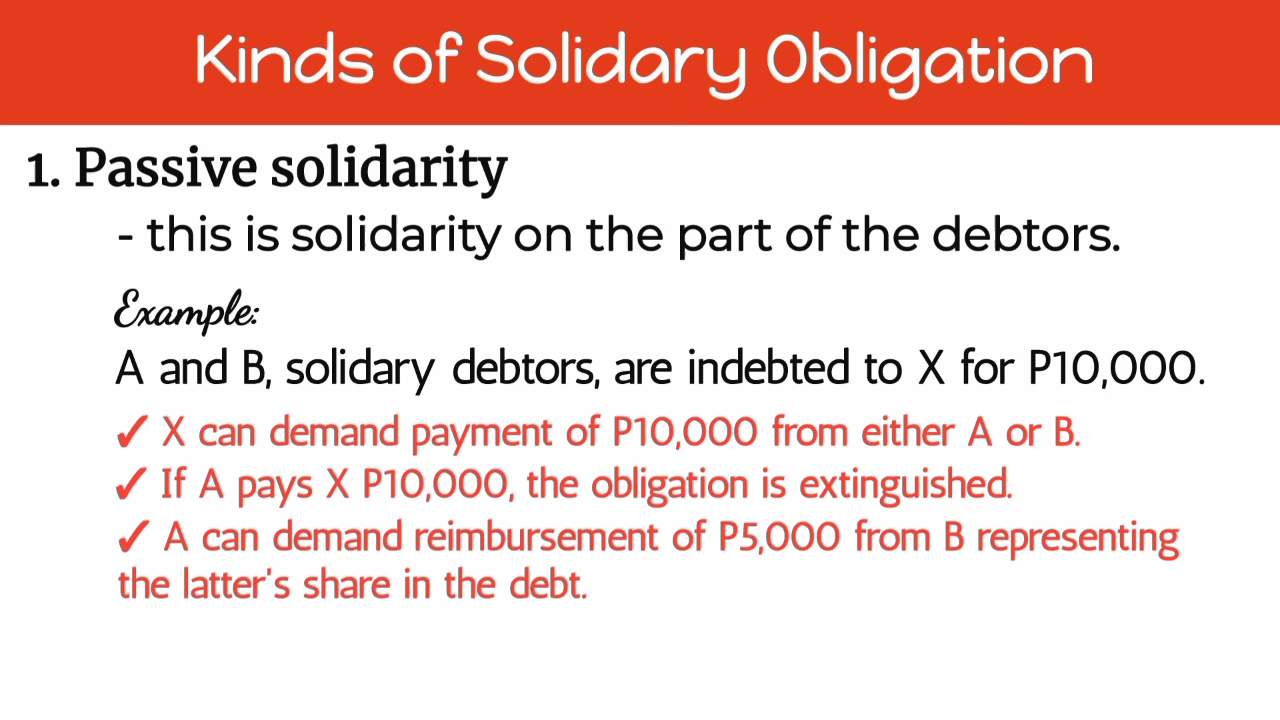 Kinds of Solidary Obligation
1. Passive solidarity
- this is solidarity on the part of the debtors.
Example:
A and B, solidary debtors, are indebted to X for P10,000.
✓ X can demand payment of P10,000 from either A or B.
✓ If A pays X P10,000, the obligation is extinguished.
✓ A can demand reimbursement of P5,000 from B representing
the latter's share in the debt.